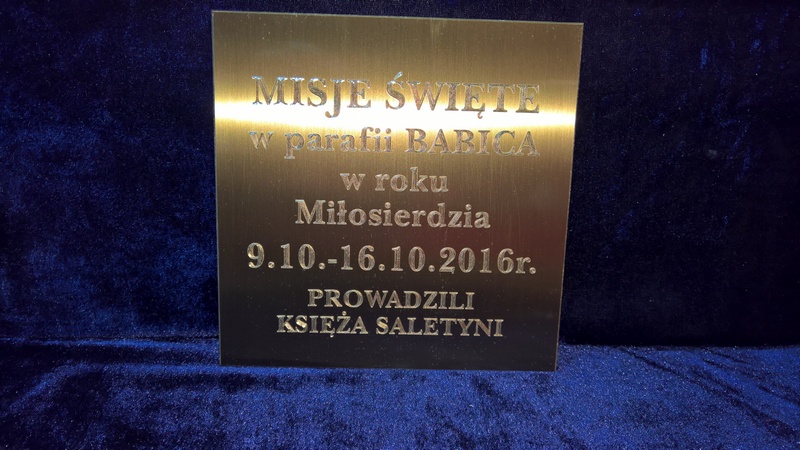 MISJE ŚWIĘTE
w parafii BABICA
w roku
Miłosierdzia
9.10.-16.10.2016r.
PROWADZILI
KSIĘŻA SALETYNI